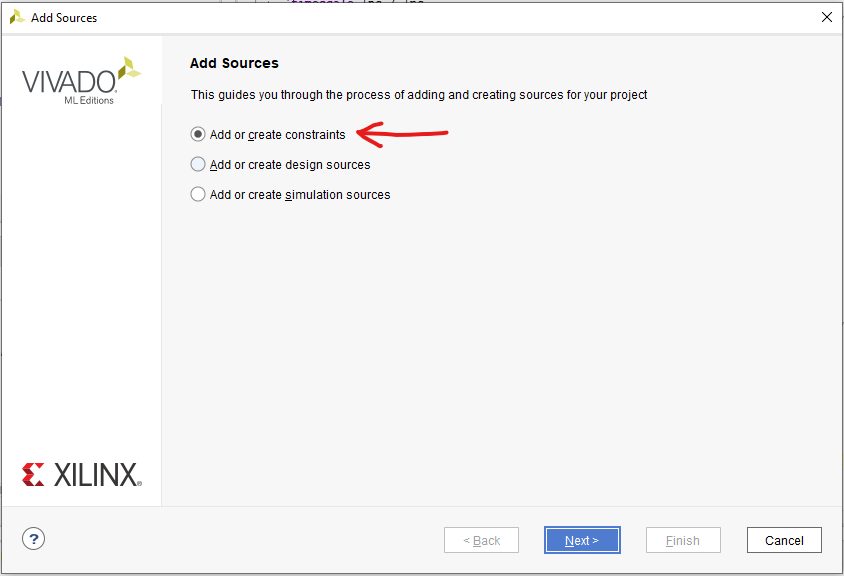 Add Sources
VIVADO
ML Editions
Add Sources
This guides you through the process of adding and creating sources for your project
Add or create constraints
Add or create design sources
Add or create simulation sources
XILINX
?
< Back
Next >
Finish
Cancel